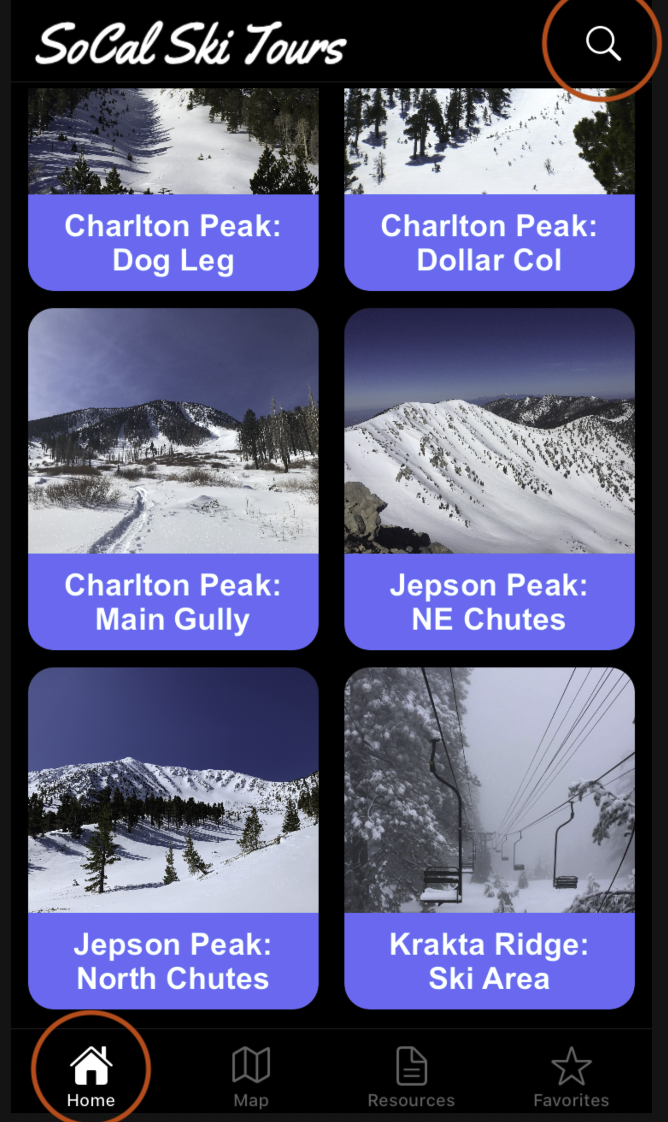 SoCal Ski Tours
Charlton Peak:
Dog Leg
Charlton Peak:
Dollar Col
Charlton Peak:
Main Gully
Jepson Peak:
NE Chutes
Jepson Peak:
North Chutes
Krakta Ridge:
Ski Area
Home
Map
Resources
Favorites